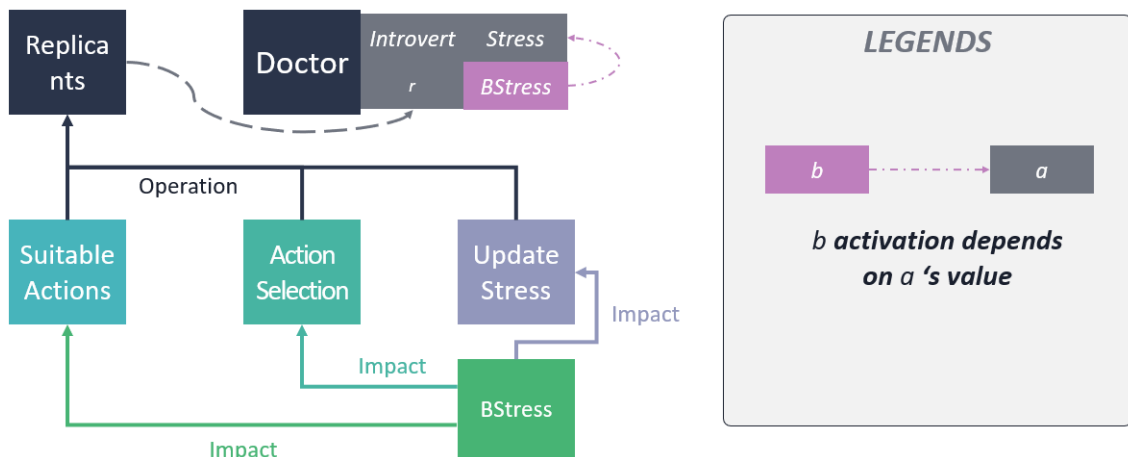 Replica
nts
Doctor
Introvert
Stress
r
BStress
Operation
Suitable
Actions
Action
Selection
Update
Stress
Impact
Impact
BStress
Impact
LEGENDS
b
a
b activation depends
on a 's value